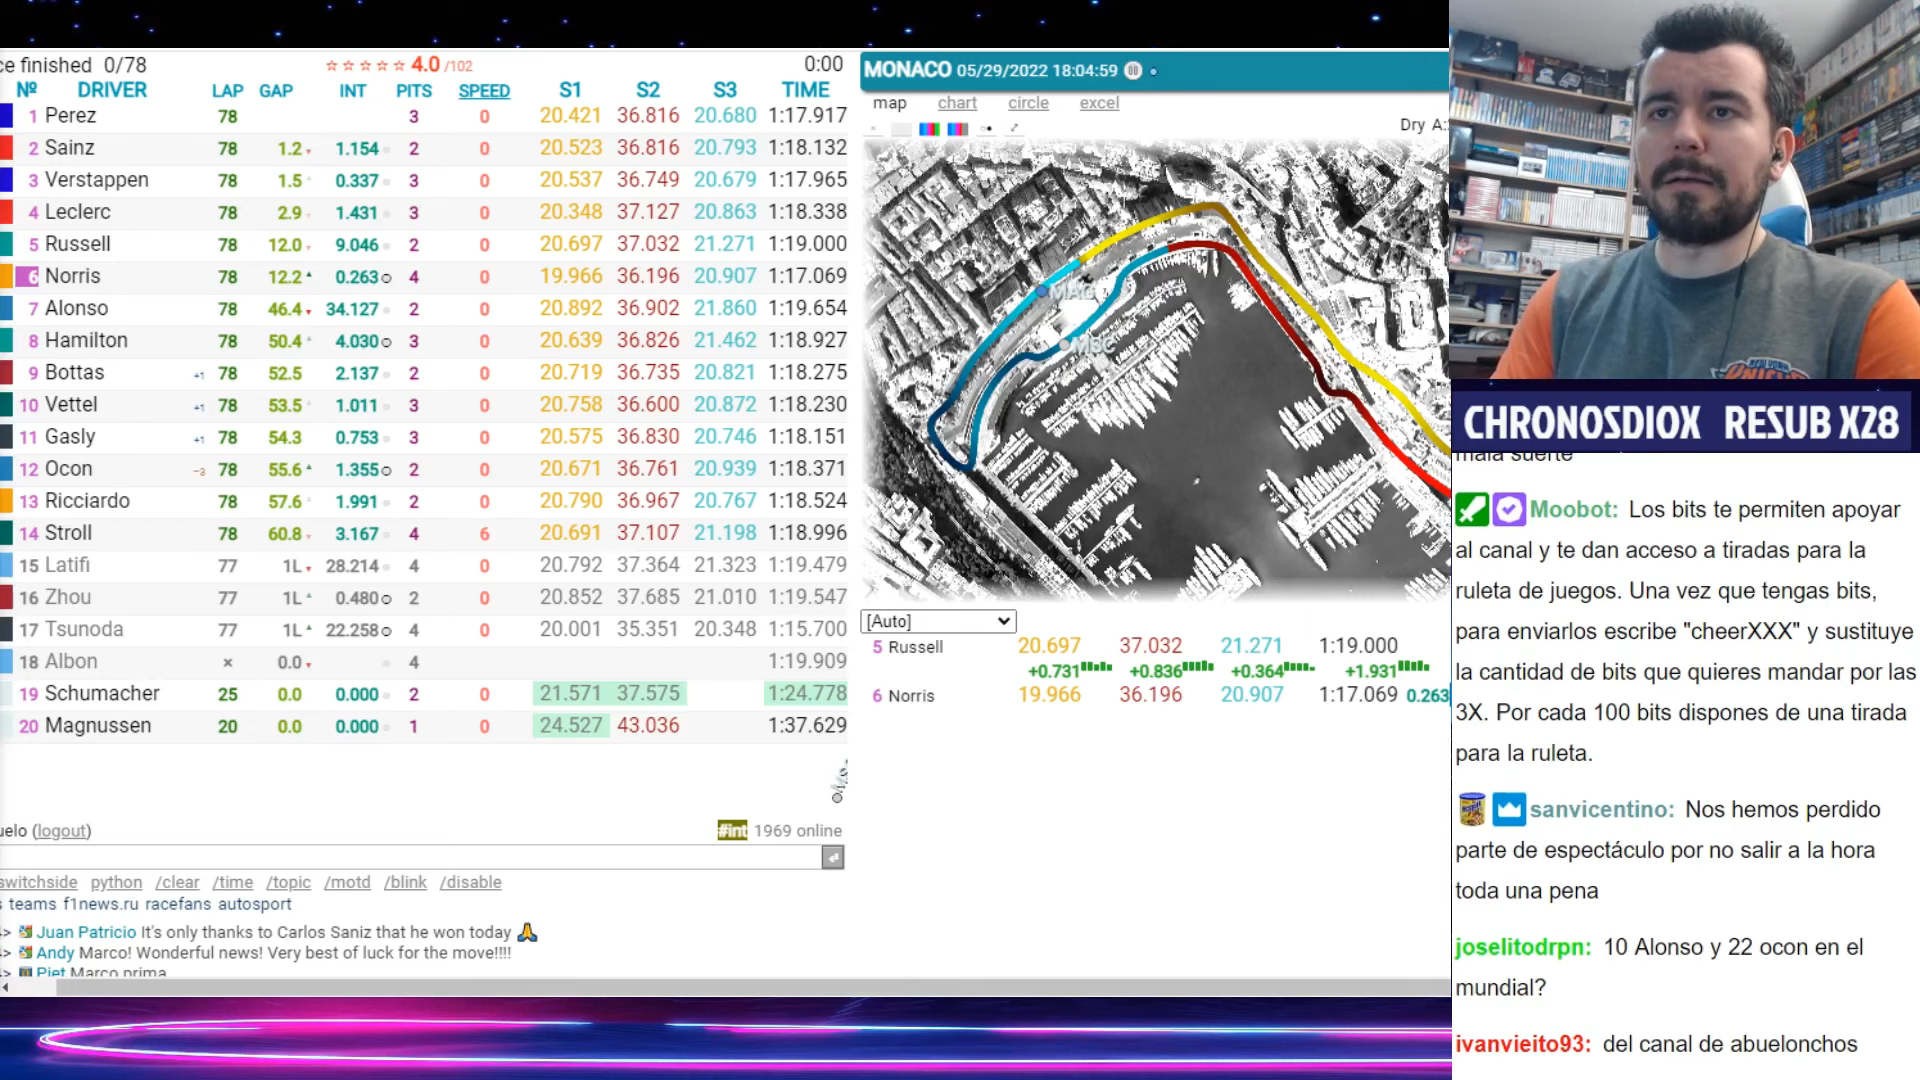 ce finished 0/78 4.0 /102 0:00
Nº DRIVER LAP GAP INT PITS SPEED S1 S2 S3 TIME
1 Perez 78 3 0 20.421 36.816 20.680 1:17.917
2 Sainz 78 1.2 1.154 2 0 20.523 36.816 20.793 1:18.132
3 Verstappen 78 1.5 0.337 3 0 20.537 36.749 20.679 1:17.965
4 Leclerc 78 2.9 1.431 3 0 20.348 37.127 20.863 1:18.338
5 Russell 78 12.0 9.046 2 0 20.697 37.032 21.271 1:19.000
6 Norris 78 12.2 0.263 4 0 19.966 36.196 20.907 1:17.069
7 Alonso 78 46.4 34.127 2 0 20.892 36.902 21.860 1:19.654
8 Hamilton 78 50.4 4.030 3 0 20.639 36.826 21.462 1:18.927
9 Bottas +1 78 52.5 2.137 2 0 20.719 36.735 20.821 1:18.275
10 Vettel +1 78 53.5 1.011 3 0 20.758 36.600 20.872 1:18.230
11 Gasly +1 78 54.3 0.753 3 0 20.575 36.830 20.746 1:18.151
12 Ocon -3 78 55.6 1.355 2 0 20.671 36.761 20.939 1:18.371
13 Ricciardo 78 57.6 1.991 2 0 20.790 36.967 20.767 1:18.524
14 Stroll 78 60.8 3.167 4 6 20.691 37.107 21.198 1:18.996
15 Latifi 77 1L 28.214 4 0 20.792 37.364 21.323 1:19.479
16 Zhou 77 1L 0.480 2 0 20.852 37.685 21.010 1:19.547
17 Tsunoda 77 1L 22.258 4 0 20.001 35.351 20.348 1:15.700
18 Albon × 0.0 4 1:19.909
19 Schumacher 25 0.0 0.000 2 0 21.571 37.575 1:24.778
20 Magnussen 20 0.0 0.000 1 0 24.527 43.036 1:37.629
uelo (logout) #int 1969 online
switchside python /clear /time /topic /motd /blink /disable
s teams f1news.ru racefans autosport
> Juan Patricio It's only thanks to Carlos Saniz that he won today
> Andy Marco! Wonderful news! Very best of luck for the move!!!!
> Piet Marco prima
MONACO 05/29/2022 18:04:59
map chart circle excel
Dry A:
MAG
MSC
[Auto]
5 Russell 20.697 37.032 21.271 1:19.000
+0.731 +0.836 +0.364 +1.931
6 Norris 19.966 36.196 20.907 1:17.069 0.263
CHRONOSDIOX RESUB X28
mala suerte
Moobot: Los bits te permiten apoyar
al canal y te dan acceso a tiradas para la
ruleta de juegos. Una vez que tengas bits,
para enviarlos escribe "cheerXXX" y sustituye
la cantidad de bits que quieres mandar por las
3X. Por cada 100 bits dispones de una tirada
para la ruleta.
sanvicentino: Nos hemos perdido
parte de espectáculo por no salir a la hora
toda una pena
joselitodrpn: 10 Alonso y 22 ocon en el
mundial?
ivanvieito93: del canal de abuelonchos